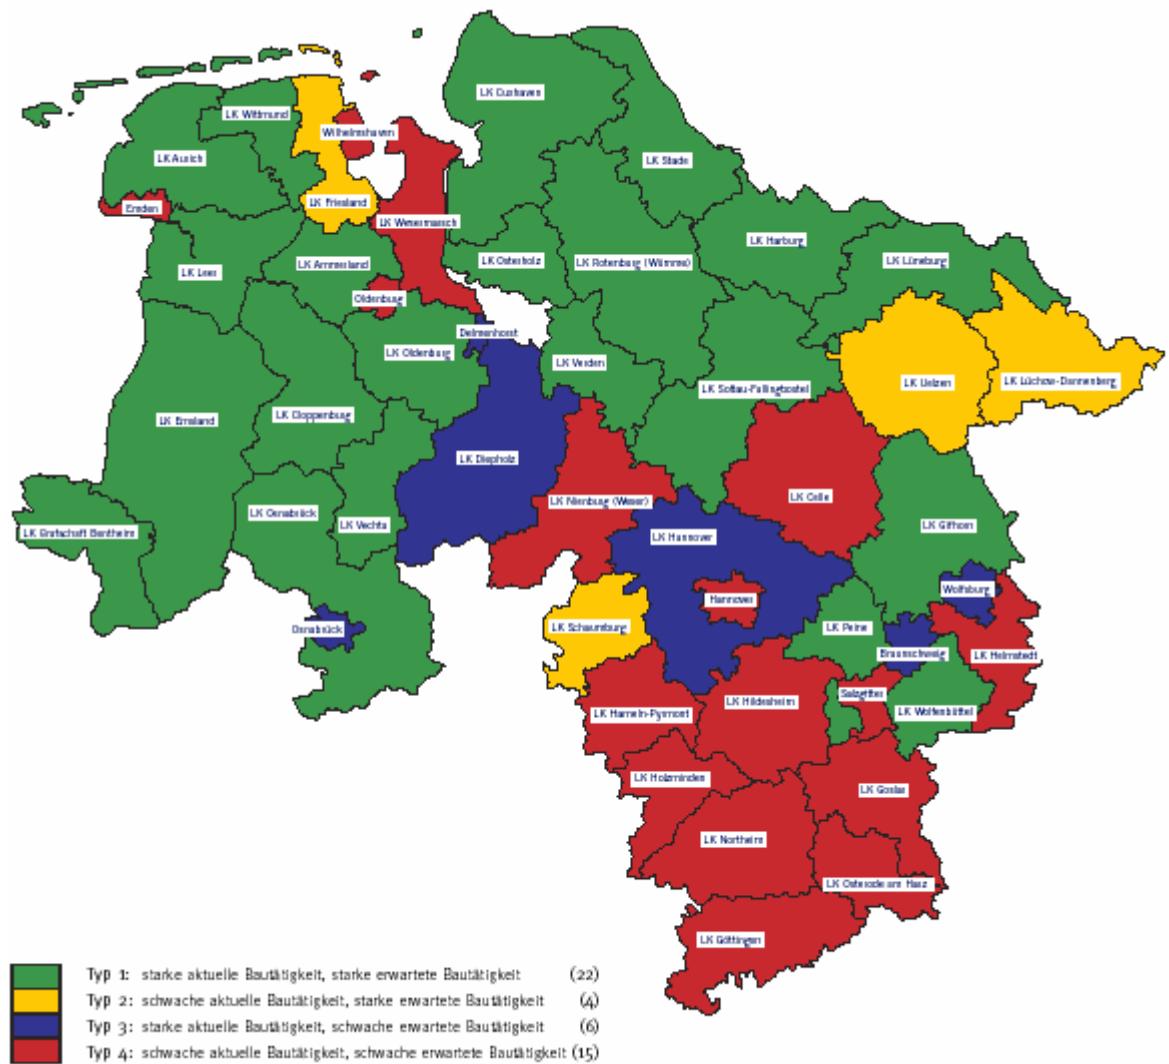 LK Cuxhaven
LK Wittmund
Wilhelmshaven
LK Aurich
LK Stade
Emden
LK Friesland
LK Wesermarsch
LK Harburg
LK Leer
LK Ammerland
LK Osterholz
LK Rotenburg (Wümme)
LK Lüneburg
Oldenburg
Delmenhorst
LK Oldenburg
LK Verden
LK Soltau-Fallingbostel
LK Uelzen
LK Lüchow-Dannenberg
LK Emsland
LK Cloppenburg
LK Diepholz
LK Nienburg (Weser)
LK Celle
LK Grafschaft Bentheim
LK Osnabrück
LK Vechta
LK Hannover
LK Gifhorn
Wolfsburg
Hannover
Osnabrück
LK Schaumburg
LK Peine
Braunschweig
LK Helmstedt
LK Hameln-Pyrmont
LK Hildesheim
Salzgitter
LK Wolfenbüttel
LK Holzminden
LK Goslar
LK Northeim
LK Osterode am Harz
LK Göttingen
Typ 1: starke aktuelle Bautätigkeit, starke erwartete Bautätigkeit (22)
Typ 2: schwache aktuelle Bautätigkeit, starke erwartete Bautätigkeit (4)
Typ 3: starke aktuelle Bautätigkeit, schwache erwartete Bautätigkeit (6)
Typ 4: schwache aktuelle Bautätigkeit, schwache erwartete Bautätigkeit (15)